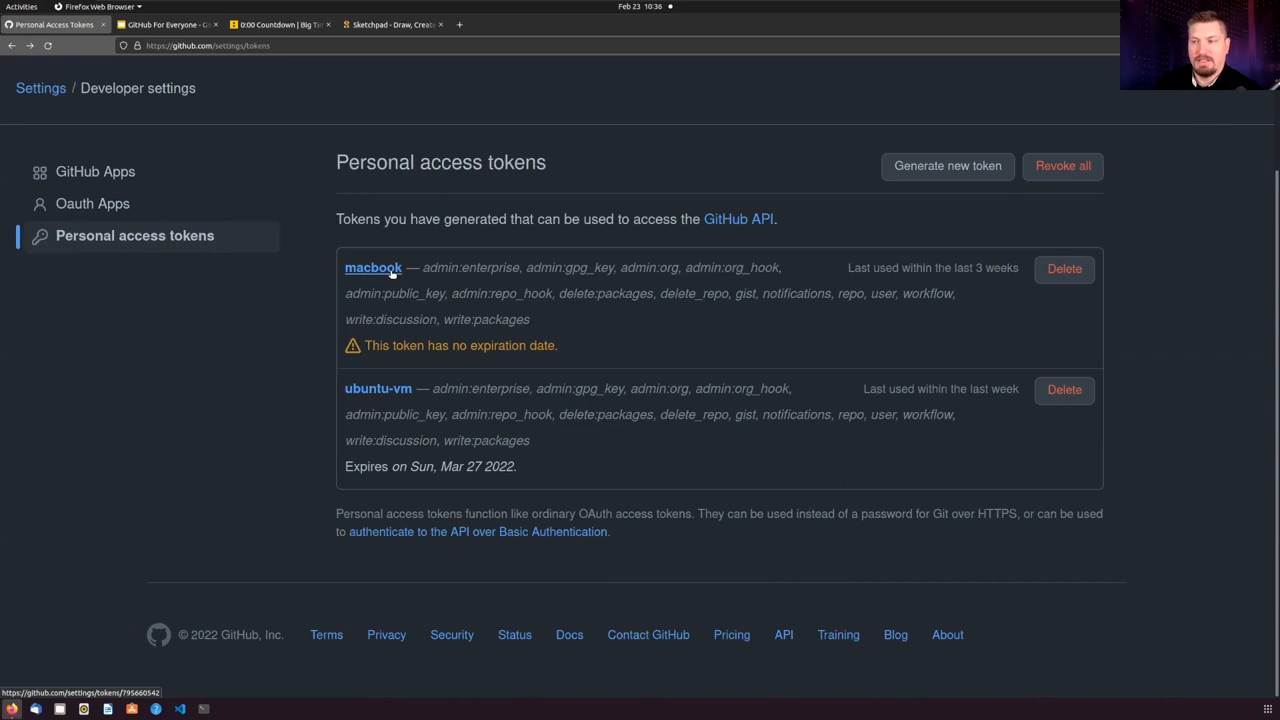 Activities
Firefox Web Browser
Feb 23 10:36
Personal Access Tokens
GitHub For Everyone - Go
0:00 Countdown | Big Tim
Sketchpad - Draw, Create
https://github.com/settings/tokens
Settings / Developer settings
GitHub Apps
Oauth Apps
Personal access tokens
Personal access tokens
Generate new token
Revoke all
Tokens you have generated that can be used to access the GitHub API.
macbook — admin:enterprise, admin:gpg_key, admin:org, admin:org_hook,
admin:public_key, admin:repo_hook, delete:packages, delete_repo, gist, notifications, repo, user, workflow,
write:discussion, write:packages
Last used within the last 3 weeks
Delete
This token has no expiration date.
ubuntu-vm — admin:enterprise, admin:gpg_key, admin:org, admin:org_hook,
admin:public_key, admin:repo_hook, delete:packages, delete_repo, gist, notifications, repo, user, workflow,
write:discussion, write:packages
Last used within the last week
Delete
Expires on Sun, Mar 27 2022.
Personal access tokens function like ordinary OAuth access tokens. They can be used instead of a password for Git over HTTPS, or can be used
to authenticate to the API over Basic Authentication.
© 2022 GitHub, Inc.
Terms
Privacy
Security
Status
Docs
Contact GitHub
Pricing
API
Training
Blog
About
https://github.com/settings/tokens/795660542